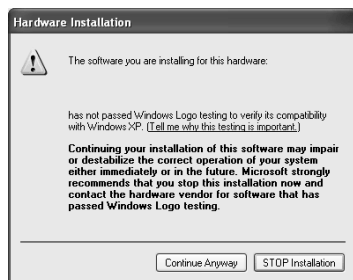 Hardware Installation
The software you are installing for this hardware:
has not passed Windows Logo testing to verify its compatibility
with Windows XP. (Tell me why this testing is important.)
Continuing your installation of this software may impair
or destabilize the correct operation of your system
either immediately or in the future. Microsoft strongly
recommends that you stop this installation now and
contact the hardware vendor for software that has
passed Windows Logo testing.
Continue Anyway STOP Installation